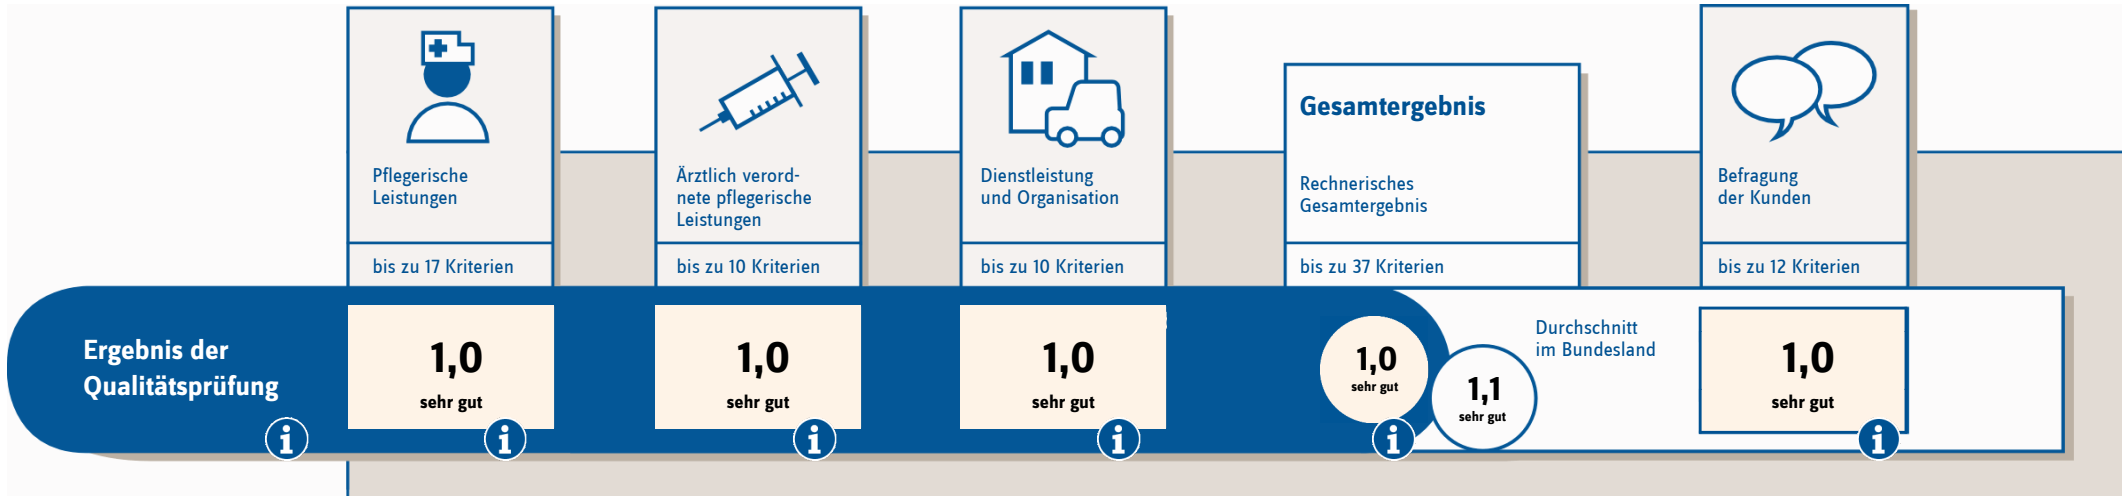 Pflegerische
Leistungen
bis zu 17 Kriterien
Ärztlich verord-
nete pflegerische
Leistungen
bis zu 10 Kriterien
Dienstleistung
und Organisation
bis zu 10 Kriterien
Gesamtergebnis
Rechnerisches
Gesamtergebnis
bis zu 37 Kriterien
Befragung
der Kunden
bis zu 12 Kriterien
Ergebnis der
Qualitätsprüfung
i
1,0
sehr gut
i
1,0
sehr gut
i
1,0
sehr gut
i
1,0
sehr gut
i
1,1
sehr gut
Durchschnitt
im Bundesland
1,0
sehr gut
i